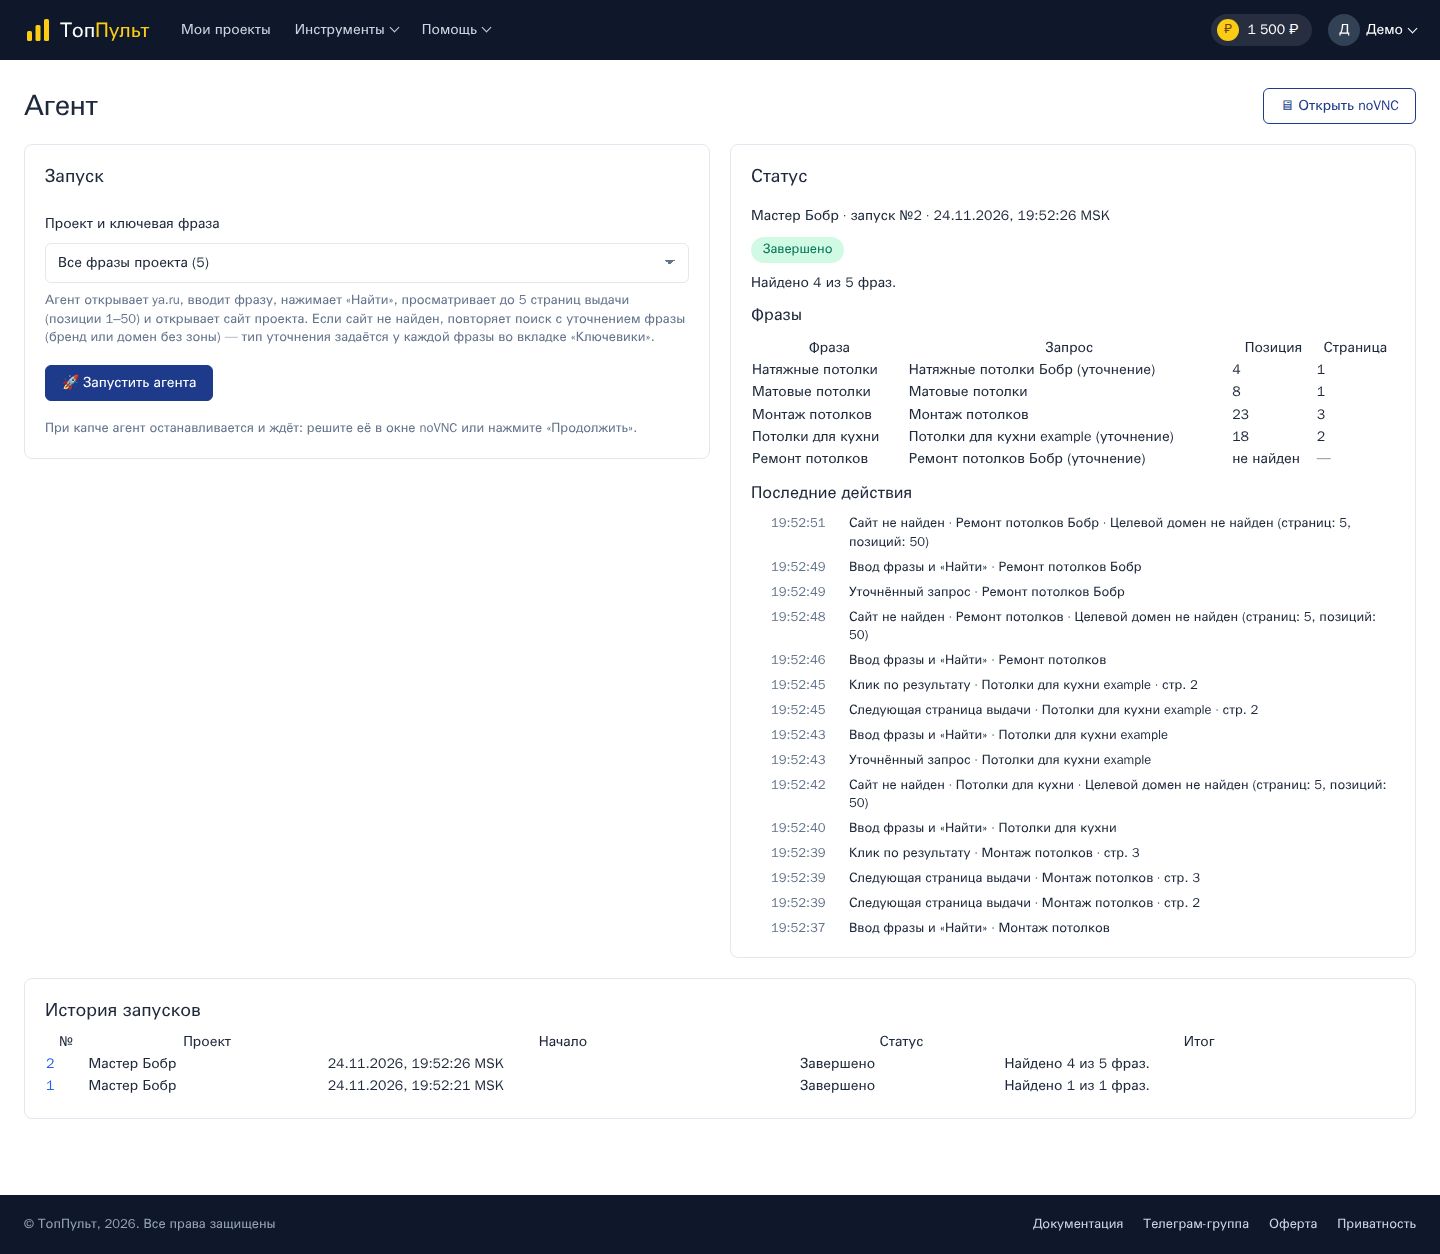 ТопПульт Мои проекты Инструменты Помощь ₽ 1 500 ₽ Д Демо
Агент
Открыть noVNC
Запуск
Проект и ключевая фраза
Все фразы проекта (5)
Агент открывает ya.ru, вводит фразу, нажимает «Найти», просматривает до 5 страниц выдачи
(позиции 1–50) и открывает сайт проекта. Если сайт не найден, повторяет поиск с уточнением фразы
(бренд или домен без зоны) — тип уточнения задаётся у каждой фразы во вкладке «Ключевики».
🚀 Запустить агента
При капче агент останавливается и ждёт: решите её в окне noVNC или нажмите «Продолжить».
Статус
Мастер Бобр · запуск №2 · 24.11.2026, 19:52:26 MSK
Завершено
Найдено 4 из 5 фраз.
Фразы
Фраза Запрос Позиция Страница
Натяжные потолки Натяжные потолки Бобр (уточнение) 4 1
Матовые потолки Матовые потолки 8 1
Монтаж потолков Монтаж потолков 23 3
Потолки для кухни Потолки для кухни example (уточнение) 18 2
Ремонт потолков Ремонт потолков Бобр (уточнение) не найден —
Последние действия
19:52:51 Сайт не найден · Ремонт потолков Бобр · Целевой домен не найден (страниц: 5,
позиций: 50)
19:52:49 Ввод фразы и «Найти» · Ремонт потолков Бобр
19:52:49 Уточнённый запрос · Ремонт потолков Бобр
19:52:48 Сайт не найден · Ремонт потолков · Целевой домен не найден (страниц: 5, позиций:
50)
19:52:46 Ввод фразы и «Найти» · Ремонт потолков
19:52:45 Клик по результату · Потолки для кухни example · стр. 2
19:52:45 Следующая страница выдачи · Потолки для кухни example · стр. 2
19:52:43 Ввод фразы и «Найти» · Потолки для кухни example
19:52:43 Уточнённый запрос · Потолки для кухни example
19:52:42 Сайт не найден · Потолки для кухни · Целевой домен не найден (страниц: 5, позиций:
50)
19:52:40 Ввод фразы и «Найти» · Потолки для кухни
19:52:39 Клик по результату · Монтаж потолков · стр. 3
19:52:39 Следующая страница выдачи · Монтаж потолков · стр. 3
19:52:39 Следующая страница выдачи · Монтаж потолков · стр. 2
19:52:37 Ввод фразы и «Найти» · Монтаж потолков
История запусков
№ Проект Начало Статус Итог
2 Мастер Бобр 24.11.2026, 19:52:26 MSK Завершено Найдено 4 из 5 фраз.
1 Мастер Бобр 24.11.2026, 19:52:21 MSK Завершено Найдено 1 из 1 фраз.
© ТопПульт, 2026. Все права защищены Документация Телеграм-группа Оферта Приватность